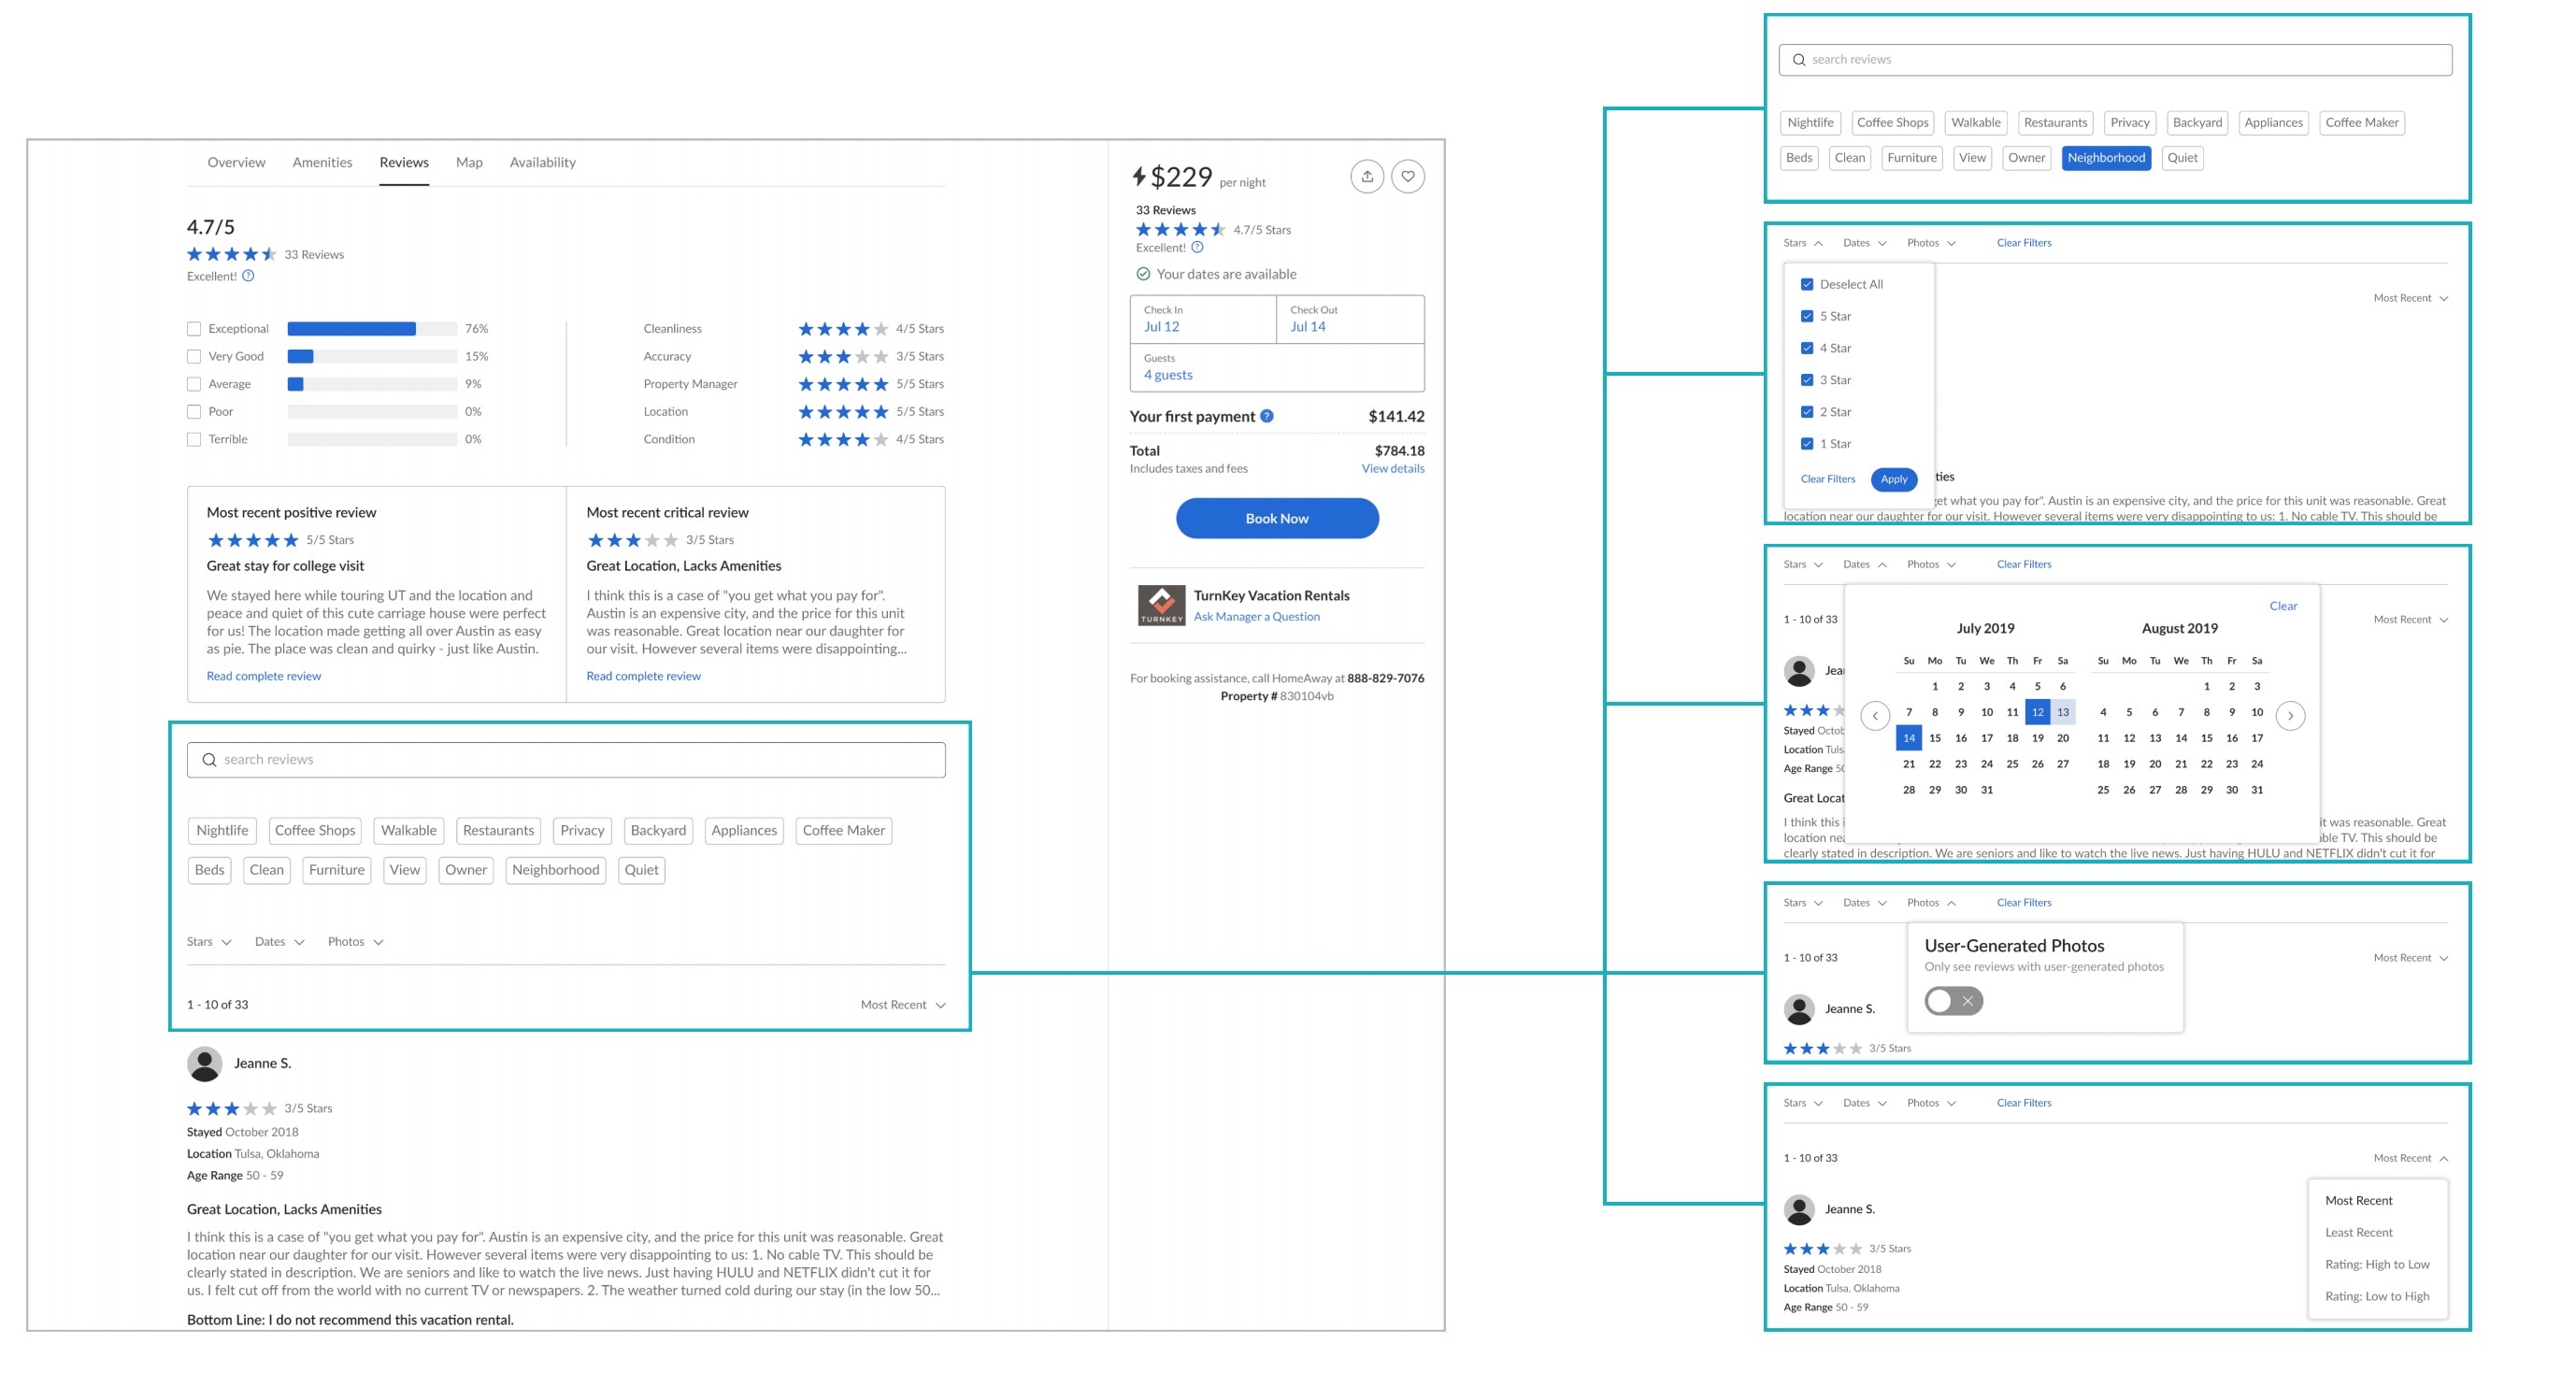 Overview Amenities Reviews Map Availability
4.7/5
33 Reviews
Excellent! ?
Exceptional 76%
Very Good 15%
Average 9%
Poor 0%
Terrible 0%
Cleanliness 4/5 Stars
Accuracy 3/5 Stars
Property Manager 5/5 Stars
Location 5/5 Stars
Condition 4/5 Stars
Most recent positive review
5/5 Stars
Great stay for college visit
We stayed here while touring UT and the location and
peace and quiet of this cute carriage house were perfect
for us! The location made getting all over Austin as easy
as pie. The place was clean and quirky - just like Austin.
Read complete review
Most recent critical review
3/5 Stars
Great Location, Lacks Amenities
I think this is a case of "you get what you pay for".
Austin is an expensive city, and the price for this unit
was reasonable. Great location near our daughter for
our visit. However several items were disappointing...
Read complete review
search reviews
Nightlife Coffee Shops Walkable Restaurants Privacy Backyard Appliances Coffee Maker
Beds Clean Furniture View Owner Neighborhood Quiet
Stars Dates Photos
1 - 10 of 33 Most Recent
Jeanne S.
3/5 Stars
Stayed October 2018
Location Tulsa, Oklahoma
Age Range 50 - 59
Great Location, Lacks Amenities
I think this is a case of "you get what you pay for". Austin is an expensive city, and the price for this unit was reasonable. Great
location near our daughter for our visit. However several items were very disappointing to us: 1. No cable TV. This should be
clearly stated in description. We are seniors and like to watch the live news. Just having HULU and NETFLIX didn't cut it for
us. I felt cut off from the world with no current TV or newspapers. 2. The weather turned cold during our stay (in the low 50...
Bottom Line: I do not recommend this vacation rental.
$229 per night
33 Reviews
4.7/5 Stars
Excellent! ?
Your dates are available
Check In Check Out
Jul 12 Jul 14
Guests
4 guests
Your first payment ? $141.42
Total $784.18
Includes taxes and fees View details
Book Now
TURNKEY
TurnKey Vacation Rentals
Ask Manager a Question
For booking assistance, call HomeAway at 888-829-7076
Property # 830104vb
search reviews
Nightlife Coffee Shops Walkable Restaurants Privacy Backyard Appliances Coffee Maker
Beds Clean Furniture View Owner Neighborhood Quiet
Stars Dates Photos Clear Filters
Deselect All
Most Recent
5 Star
4 Star
3 Star
2 Star
1 Star
Clear Filters Apply
ties
et what you pay for". Austin is an expensive city, and the price for this unit was reasonable. Great
location near our daughter for our visit. However several items were very disappointing to us: 1. No cable TV. This should be
Stars Dates Photos Clear Filters
Clear
1 - 10 of 33 Most Recent
July 2019 August 2019
Su Mo Tu We Th Fr Sa Su Mo Tu We Th Fr Sa
Jea
1 2 3 4 5 6 1 2 3
7 8 9 10 11 12 13 4 5 6 7 8 9 10
14 15 16 17 18 19 20 11 12 13 14 15 16 17
21 22 23 24 25 26 27 18 19 20 21 22 23 24
28 29 30 31 25 26 27 28 29 30 31
Stayed Octob
Location Tuls
Age Range 50
Great Locat
I think this i it was reasonable. Great
location nea ble TV. This should be
clearly stated in description. We are seniors and like to watch the live news. Just having HULU and NETFLIX didn't cut it for
Stars Dates Photos Clear Filters
User-Generated Photos
Only see reviews with user-generated photos
1 - 10 of 33 Most Recent
Jeanne S.
3/5 Stars
Stars Dates Photos Clear Filters
1 - 10 of 33 Most Recent
Most Recent
Least Recent
Rating: High to Low
Rating: Low to High
Jeanne S.
3/5 Stars
Stayed October 2018
Location Tulsa, Oklahoma
Age Range 50 - 59